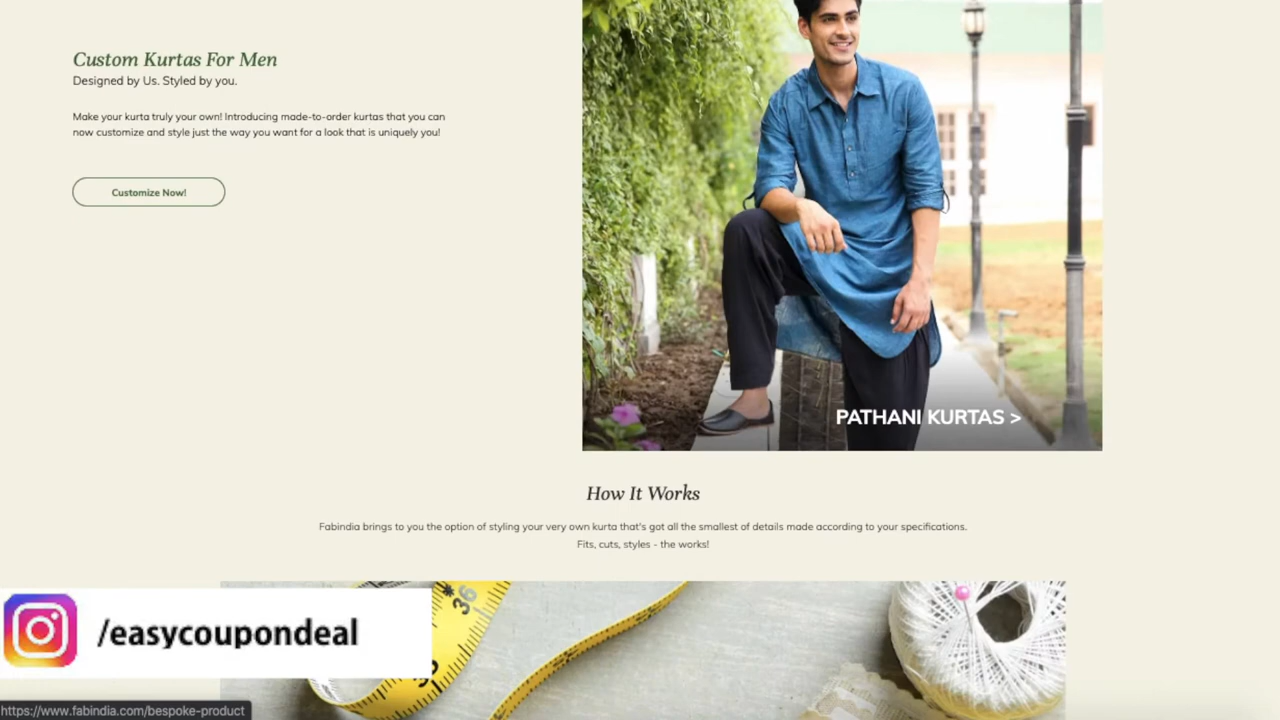 Custom Kurtas For Men
Designed by Us. Styled by you.
Make your kurta truly your own! Introducing made-to-order kurtas that you can
now customize and style just the way you want for a look that is uniquely you!
Customize Now!
PATHANI KURTAS >
How It Works
Fabindia brings to you the option of styling your very own kurta that's got all the smallest of details made according to your specifications.
Fits, cuts, styles - the works!
36
/easycoupondeal
https://www.fabindia.com/bespoke-product